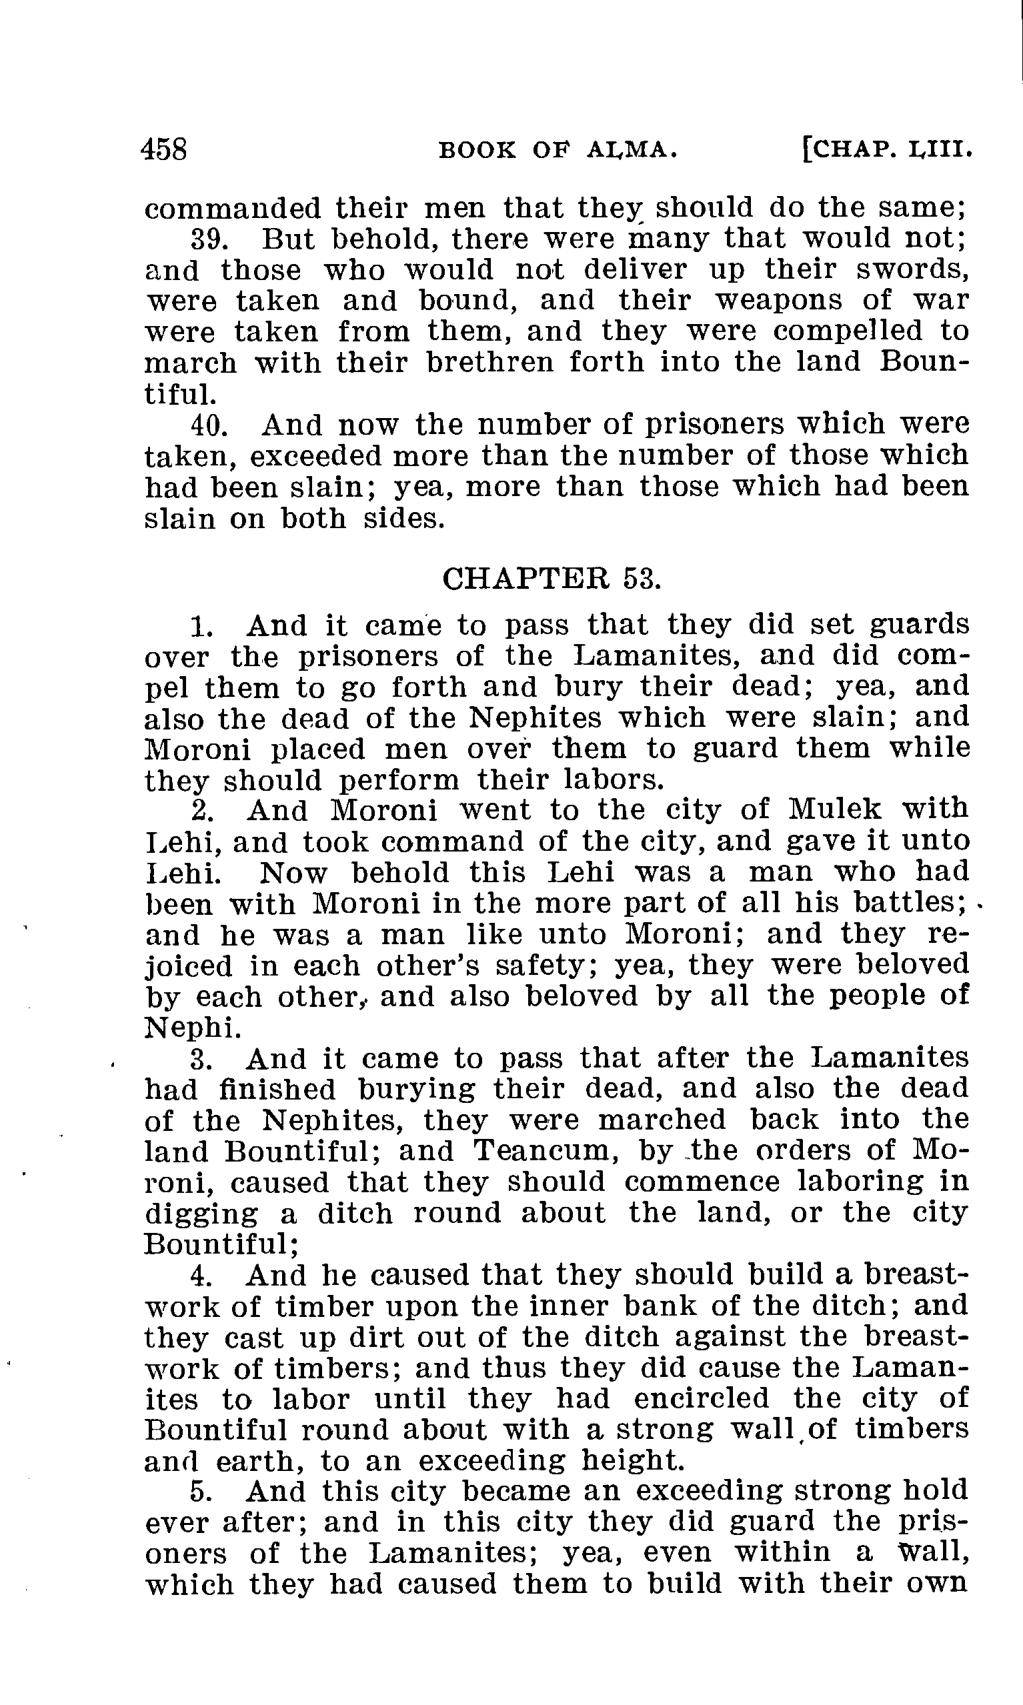 458 BOOK OF ALMA. [CHAP. LIII.
commanded their men that they should do the same;
39. But behold, there were many that would not;
and those who would not deliver up their swords,
were taken and bound, and their weapons of war
were taken from them, and they were compelled to
march with their brethren forth into the land Boun-
tiful.
40. And now the number of prisoners which were
taken, exceeded more than the number of those which
had been slain; yea, more than those which had been
slain on both sides.
CHAPTER 53.
1. And it came to pass that they did set guards
over the prisoners of the Lamanites, and did com-
pel them to go forth and bury their dead; yea, and
also the dead of the Nephites which were slain; and
Moroni placed men over them to guard them while
they should perform their labors.
2. And Moroni went to the city of Mulek with
Lehi, and took command of the city, and gave it unto
Lehi. Now behold this Lehi was a man who had
been with Moroni in the more part of all his battles;
and he was a man like unto Moroni; and they re-
joiced in each other's safety; yea, they were beloved
by each other, and also beloved by all the people of
Nephi.
3. And it came to pass that after the Lamanites
had finished burying their dead, and also the dead
of the Nephites, they were marched back into the
land Bountiful; and Teancum, by the orders of Mo-
roni, caused that they should commence laboring in
digging a ditch round about the land, or the city
Bountiful;
4. And he caused that they should build a breast-
work of timber upon the inner bank of the ditch; and
they cast up dirt out of the ditch against the breast-
work of timbers; and thus they did cause the Laman-
ites to labor until they had encircled the city of
Bountiful round about with a strong wall of timbers
and earth, to an exceeding height.
5. And this city became an exceeding strong hold
ever after; and in this city they did guard the pris-
oners of the Lamanites; yea, even within a wall,
which they had caused them to build with their own